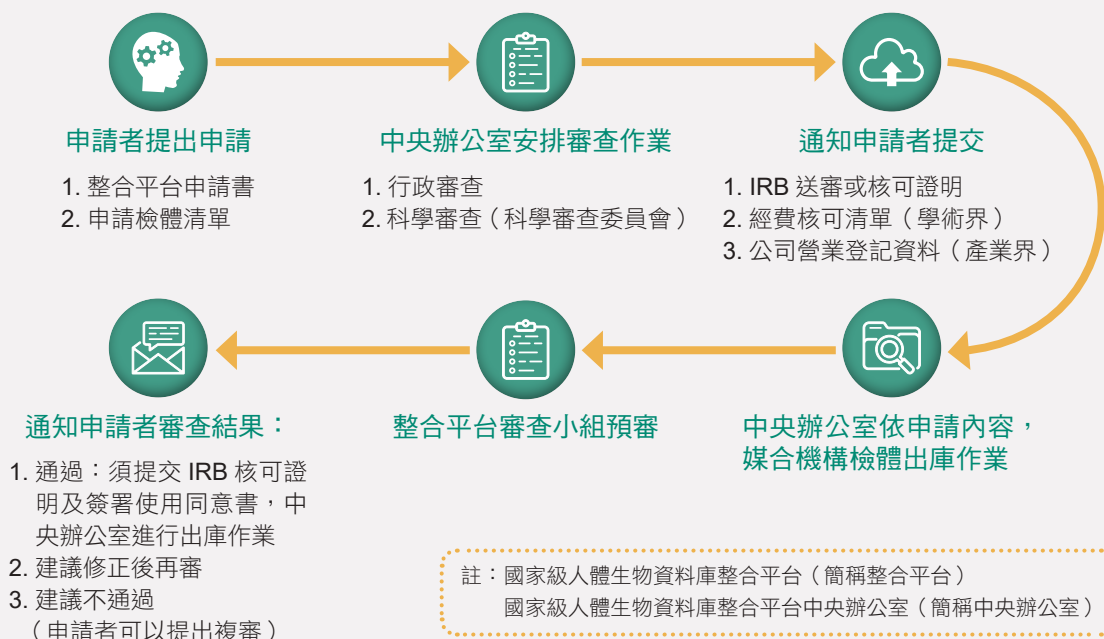 申請者提出申請
1. 整合平台申請書
2. 申請檢體清單
中央辦公室安排審查作業
1. 行政審查
2. 科學審查（科學審查委員會）
通知申請者提交
1. IRB 送審或核可證明
2. 經費核可清單（學術界）
3. 公司營業登記資料（產業界）
中央辦公室依申請內容，
媒合機構檢體出庫作業
整合平台審查小組預審
通知申請者審查結果：
1. 通過：須提交 IRB 核可證
明及簽署使用同意書，中
央辦公室進行出庫作業
2. 建議修正後再審
3. 建議不通過
（申請者可以提出複審）
註：國家級人體生物資料庫整合平台（簡稱整合平台）
國家級人體生物資料庫整合平台中央辦公室（簡稱中央辦公室）